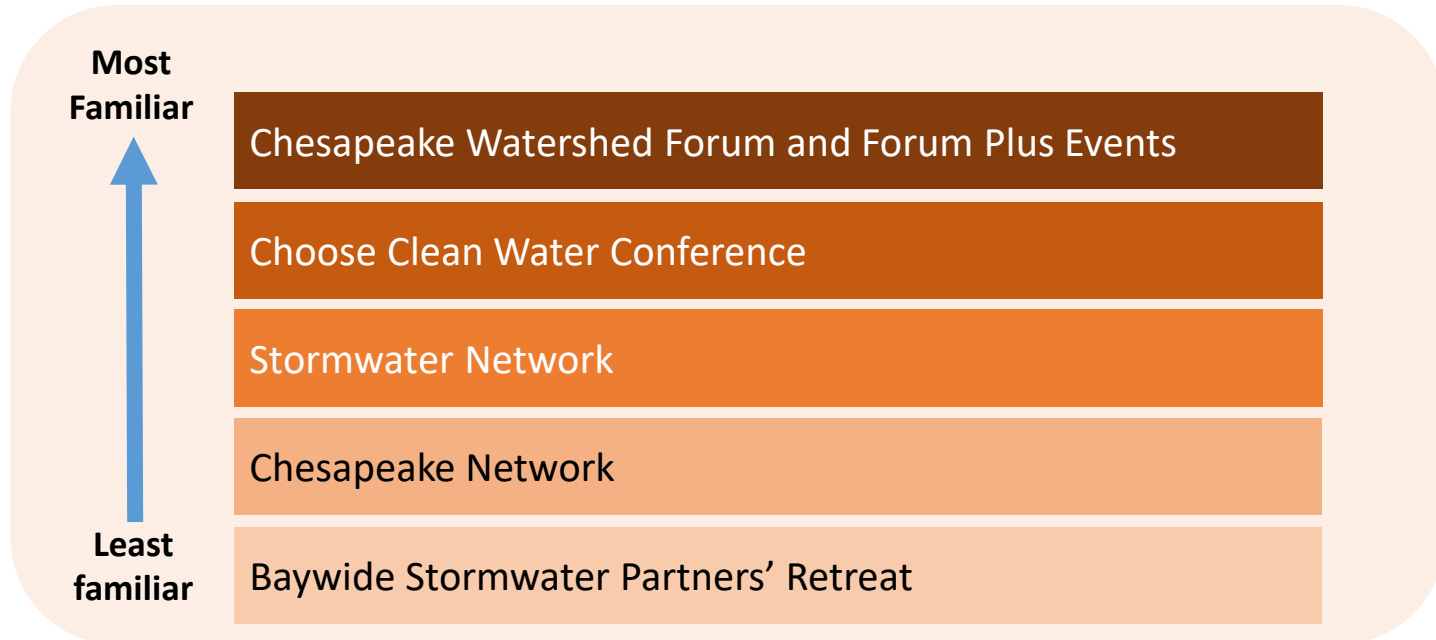 Most
Familiar
Chesapeake Watershed Forum and Forum Plus Events
Choose Clean Water Conference
Stormwater Network
Chesapeake Network
Least
familiar
Baywide Stormwater Partners’ Retreat